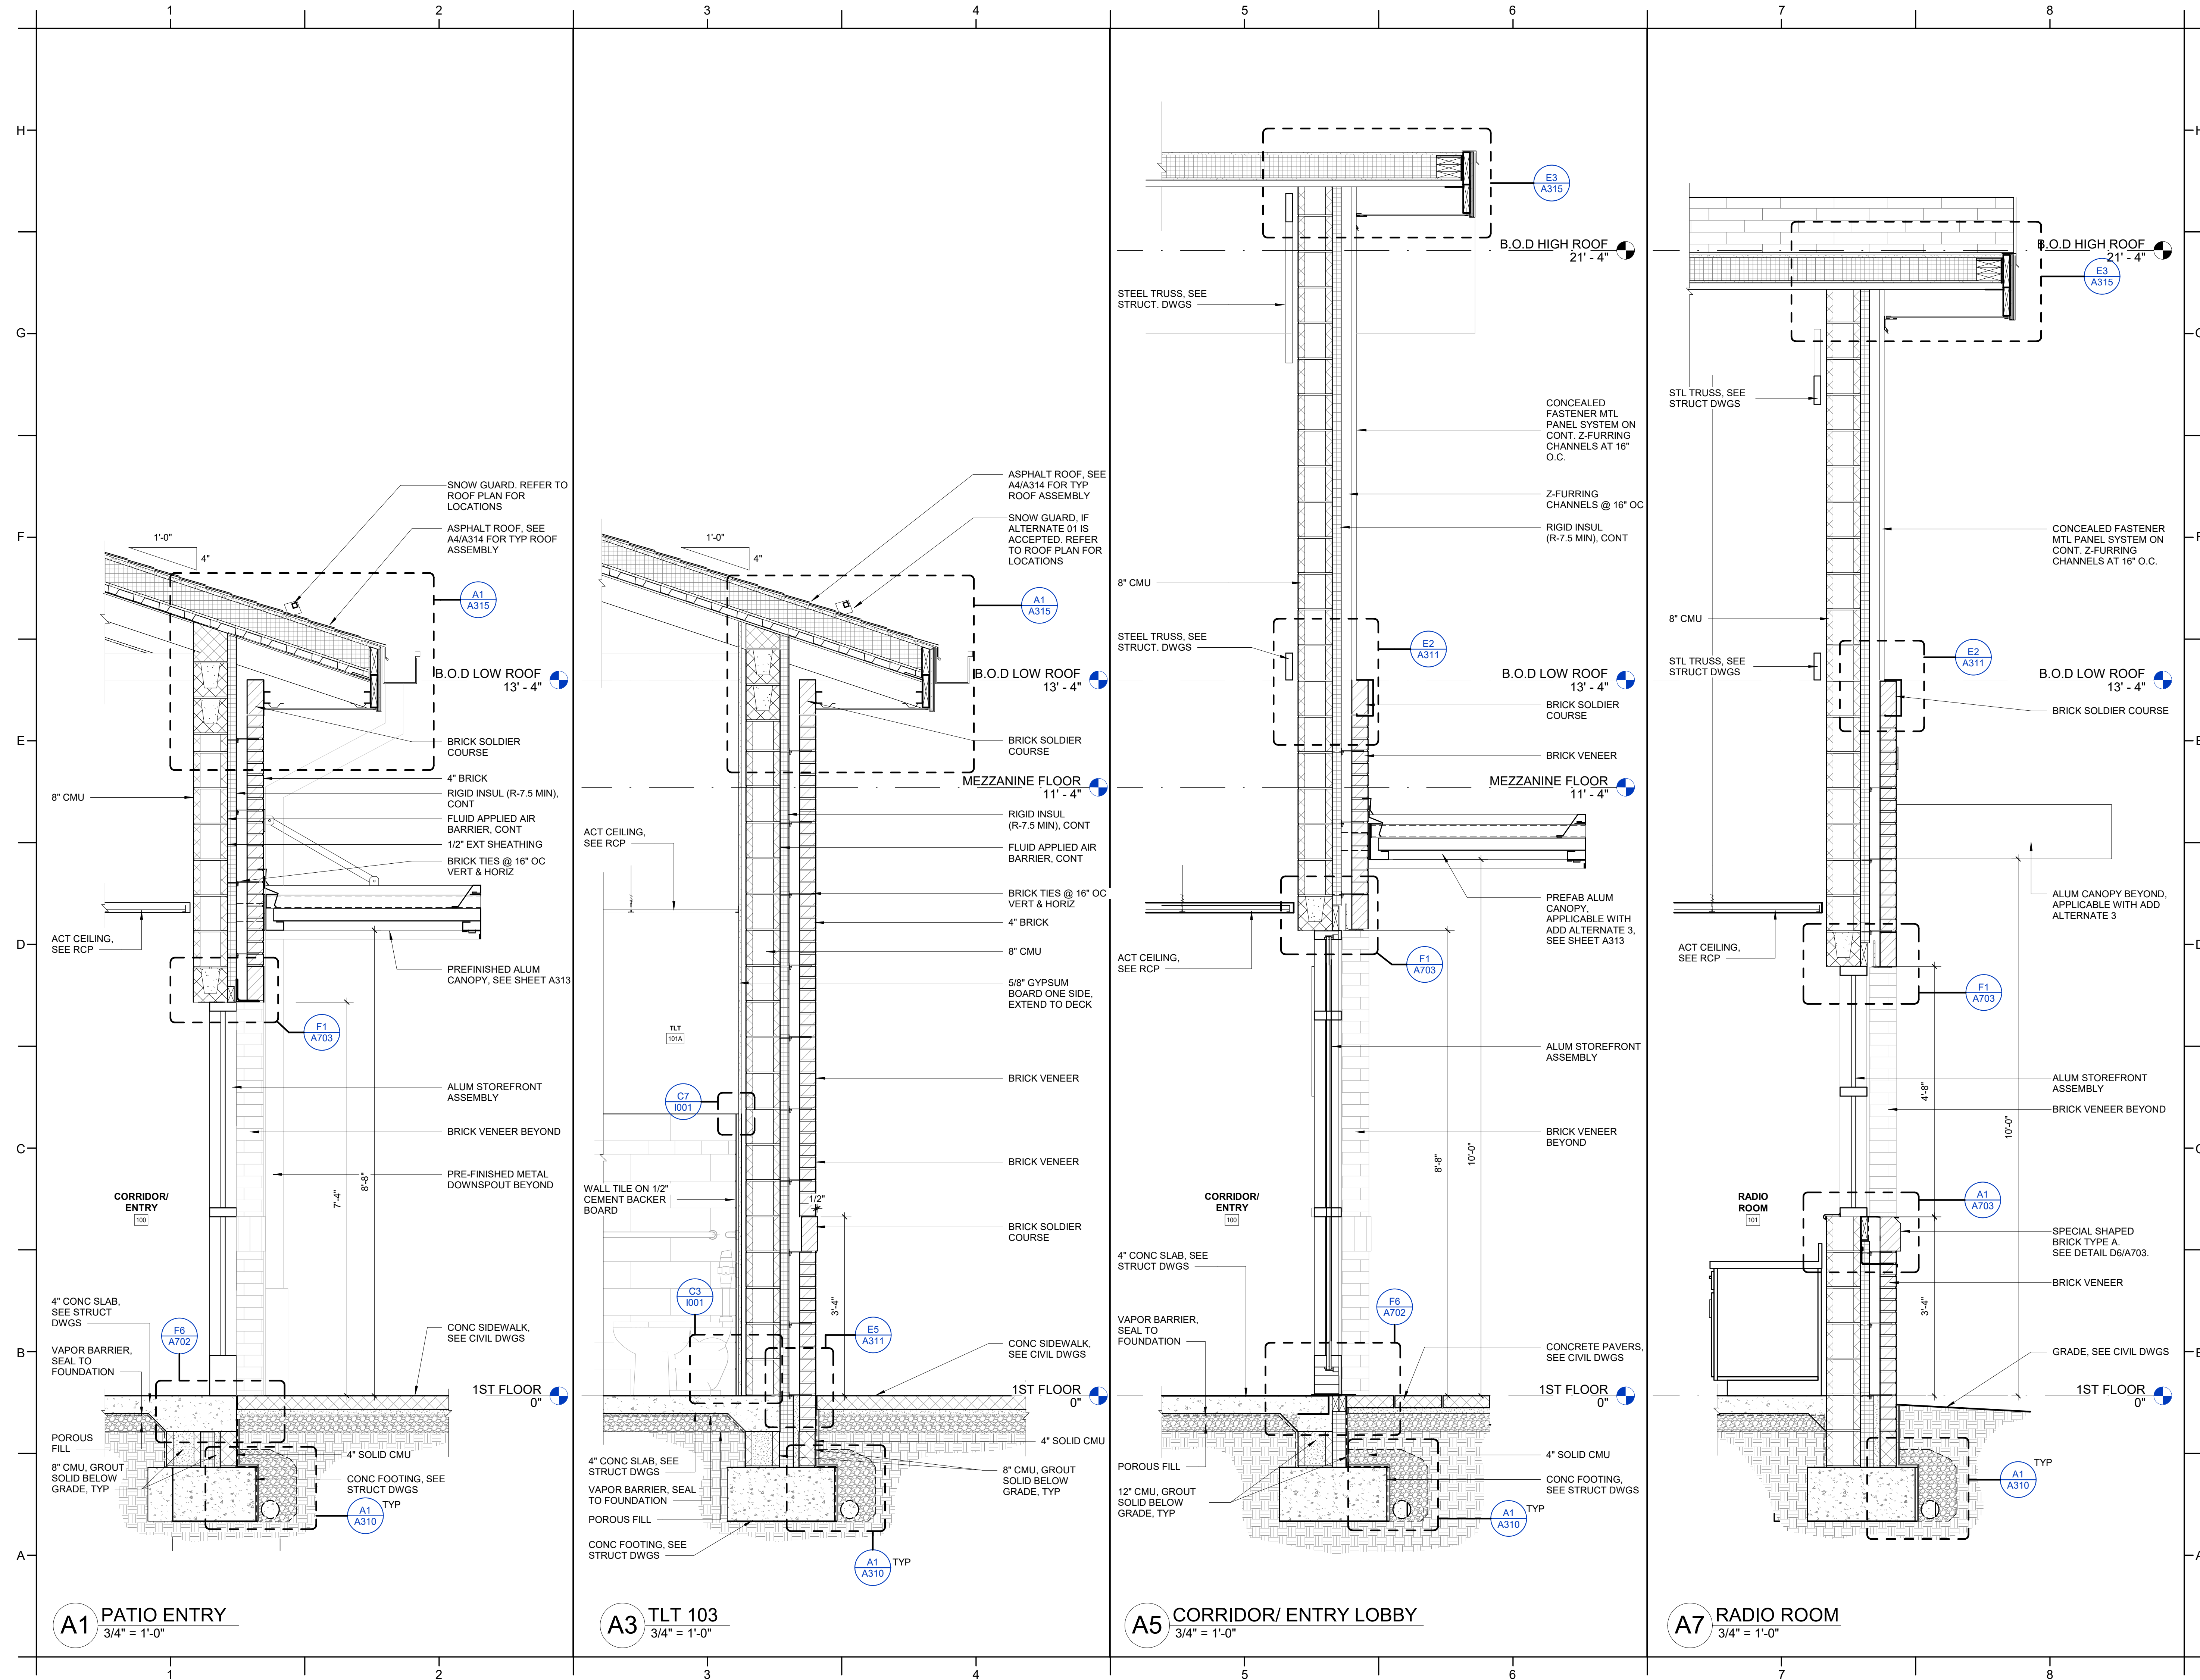 1 2 3 4 5 6 7 8
H
G
F
E
D
C
B
A
SNOW GUARD. REFER TO
ROOF PLAN FOR
LOCATIONS
ASPHALT ROOF, SEE
A4/A314 FOR TYP ROOF
ASSEMBLY
1'-0"
4"
A1
A315
B.O.D LOW ROOF
13' - 4"
BRICK SOLDIER
COURSE
4" BRICK
8" CMU
RIGID INSUL (R-7.5 MIN),
CONT
FLUID APPLIED AIR
BARRIER, CONT
1/2" EXT SHEATHING
BRICK TIES @ 16" OC
VERT & HORIZ
ACT CEILING,
SEE RCP
PREFINISHED ALUM
CANOPY, SEE SHEET A313
F1
A703
ALUM STOREFRONT
ASSEMBLY
BRICK VENEER BEYOND
PRE-FINISHED METAL
DOWNSPOUT BEYOND
7'-4"
8'-8"
CORRIDOR/
ENTRY
100
4" CONC SLAB,
SEE STRUCT
DWGS
F6
A702
CONC SIDEWALK,
SEE CIVIL DWGS
VAPOR BARRIER,
SEAL TO
FOUNDATION
1ST FLOOR
0"
POROUS
FILL
4" SOLID CMU
8" CMU, GROUT
SOLID BELOW
GRADE, TYP
CONC FOOTING, SEE
STRUCT DWGS
A1
A310
TYP
A1
PATIO ENTRY
3/4" = 1'-0"
ASPHALT ROOF, SEE
A4/A314 FOR TYP
ROOF ASSEMBLY
SNOW GUARD, IF
ALTERNATE 01 IS
ACCEPTED. REFER
TO ROOF PLAN FOR
LOCATIONS
1'-0"
4"
A1
A315
B.O.D LOW ROOF
13' - 4"
BRICK SOLDIER
COURSE
MEZZANINE FLOOR
11' - 4"
ACT CEILING,
SEE RCP
RIGID INSUL
(R-7.5 MIN), CONT
FLUID APPLIED AIR
BARRIER, CONT
BRICK TIES @ 16" OC
VERT & HORIZ
4" BRICK
8" CMU
5/8" GYPSUM
BOARD ONE SIDE,
EXTEND TO DECK
TLT
101A
BRICK VENEER
C7
I001
BRICK VENEER
WALL TILE ON 1/2"
CEMENT BACKER
BOARD
1/2"
BRICK SOLDIER
COURSE
C3
I001
3'-4"
E5
A311
CONC SIDEWALK,
SEE CIVIL DWGS
1ST FLOOR
0"
4" SOLID CMU
4" CONC SLAB, SEE
STRUCT DWGS
8" CMU, GROUT
SOLID BELOW
GRADE, TYP
VAPOR BARRIER, SEAL
TO FOUNDATION
POROUS FILL
CONC FOOTING, SEE
STRUCT DWGS
A1
A310
TYP
A3
TLT 103
3/4" = 1'-0"
E3
A315
B.O.D HIGH ROOF
21' - 4"
STEEL TRUSS, SEE
STRUCT. DWGS
CONCEALED
FASTENER MTL
PANEL SYSTEM ON
CONT. Z-FURRING
CHANNELS AT 16"
O.C.
Z-FURRING
CHANNELS @ 16" OC
RIGID INSUL
(R-7.5 MIN), CONT
8" CMU
STEEL TRUSS, SEE
STRUCT. DWGS
E2
A311
B.O.D LOW ROOF
13' - 4"
BRICK SOLDIER
COURSE
BRICK VENEER
MEZZANINE FLOOR
11' - 4"
PREFAB ALUM
CANOPY,
APPLICABLE WITH
ADD ALTERNATE 3,
SEE SHEET A313
ACT CEILING,
SEE RCP
F1
A703
ALUM STOREFRONT
ASSEMBLY
BRICK VENEER
BEYOND
8'-8"
10'-0"
CORRIDOR/
ENTRY
100
4" CONC SLAB, SEE
STRUCT DWGS
F6
A702
VAPOR BARRIER,
SEAL TO
FOUNDATION
CONCRETE PAVERS,
SEE CIVIL DWGS
1ST FLOOR
0"
4" SOLID CMU
POROUS FILL
CONC FOOTING,
SEE STRUCT DWGS
12" CMU, GROUT
SOLID BELOW
GRADE, TYP
A1
A310
TYP
A5
CORRIDOR/ ENTRY LOBBY
3/4" = 1'-0"
B.O.D HIGH ROOF
21' - 4"
E3
A315
STL TRUSS, SEE
STRUCT DWGS
CONCEALED FASTENER
MTL PANEL SYSTEM ON
CONT. Z-FURRING
CHANNELS AT 16" O.C.
8" CMU
STL TRUSS, SEE
STRUCT DWGS
E2
A311
B.O.D LOW ROOF
13' - 4"
BRICK SOLDIER COURSE
ALUM CANOPY BEYOND,
APPLICABLE WITH ADD
ALTERNATE 3
ACT CEILING,
SEE RCP
F1
A703
ALUM STOREFRONT
ASSEMBLY
4'-8"
BRICK VENEER BEYOND
10'-0"
RADIO
ROOM
101
A1
A703
SPECIAL SHAPED
BRICK TYPE A.
SEE DETAIL D6/A703.
BRICK VENEER
3'-4"
GRADE, SEE CIVIL DWGS
1ST FLOOR
0"
A1
A310
TYP
A7
RADIO ROOM
3/4" = 1'-0"
H
G
F
E
D
C
B
A
1 2 3 4 5 6 7 8